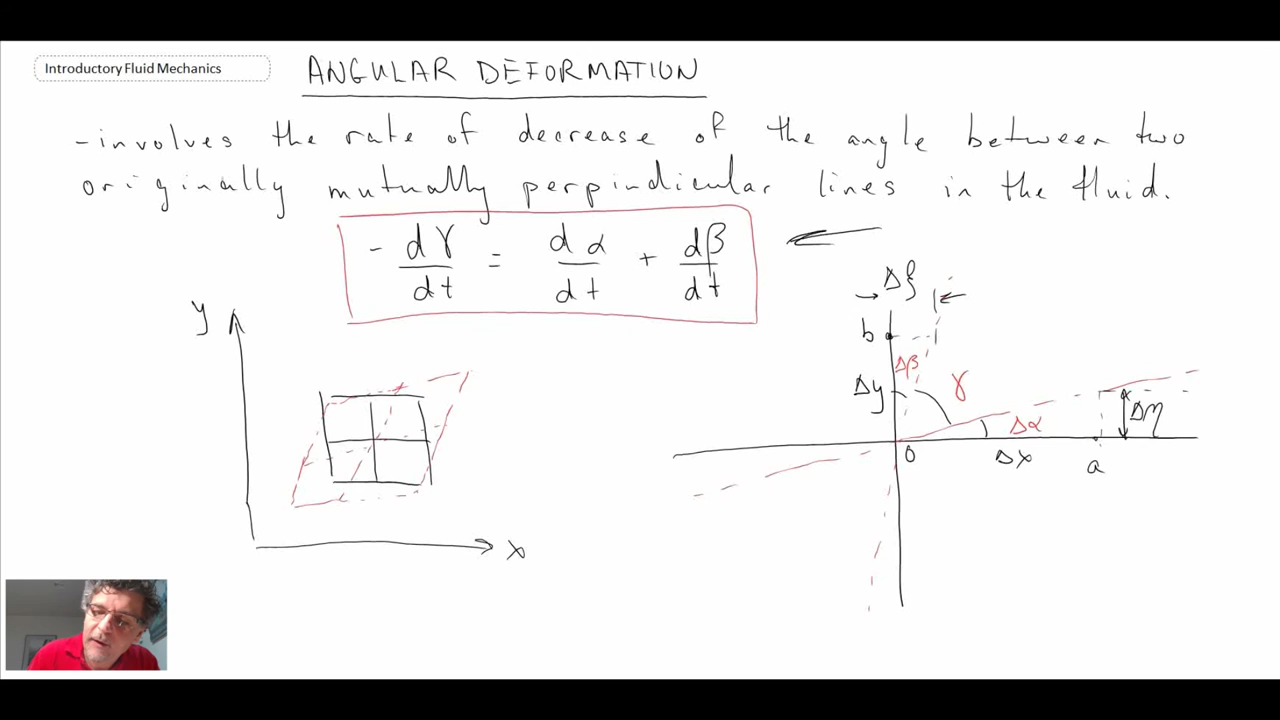 Introductory Fluid Mechanics
ANGULAR DEFORMATION
- involves the rate of decrease of the angle between two
originally mutually perpindicular lines in the fluid.
- dγ/dt = dα/dt + dβ/dt
Δξ
y
b
Δβ
Δy
γ
Δα
Δη
0
Δx
a
x